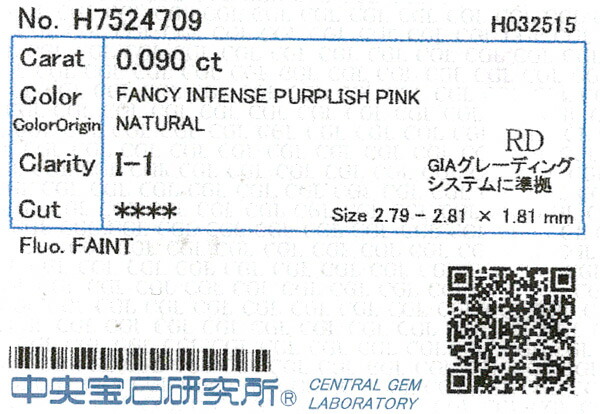 No. H7524709 H032515
Carat 0.090 ct
Color FANCY INTENSE PURPLISH PINK
ColorOrigin NATURAL
RD
Clarity I-1 GIAグレーディング
システムに準拠
Cut **** Size 2.79 - 2.81 × 1.81 mm
Fluo. FAINT
中央宝石研究所® CENTRAL GEM
LABORATORY